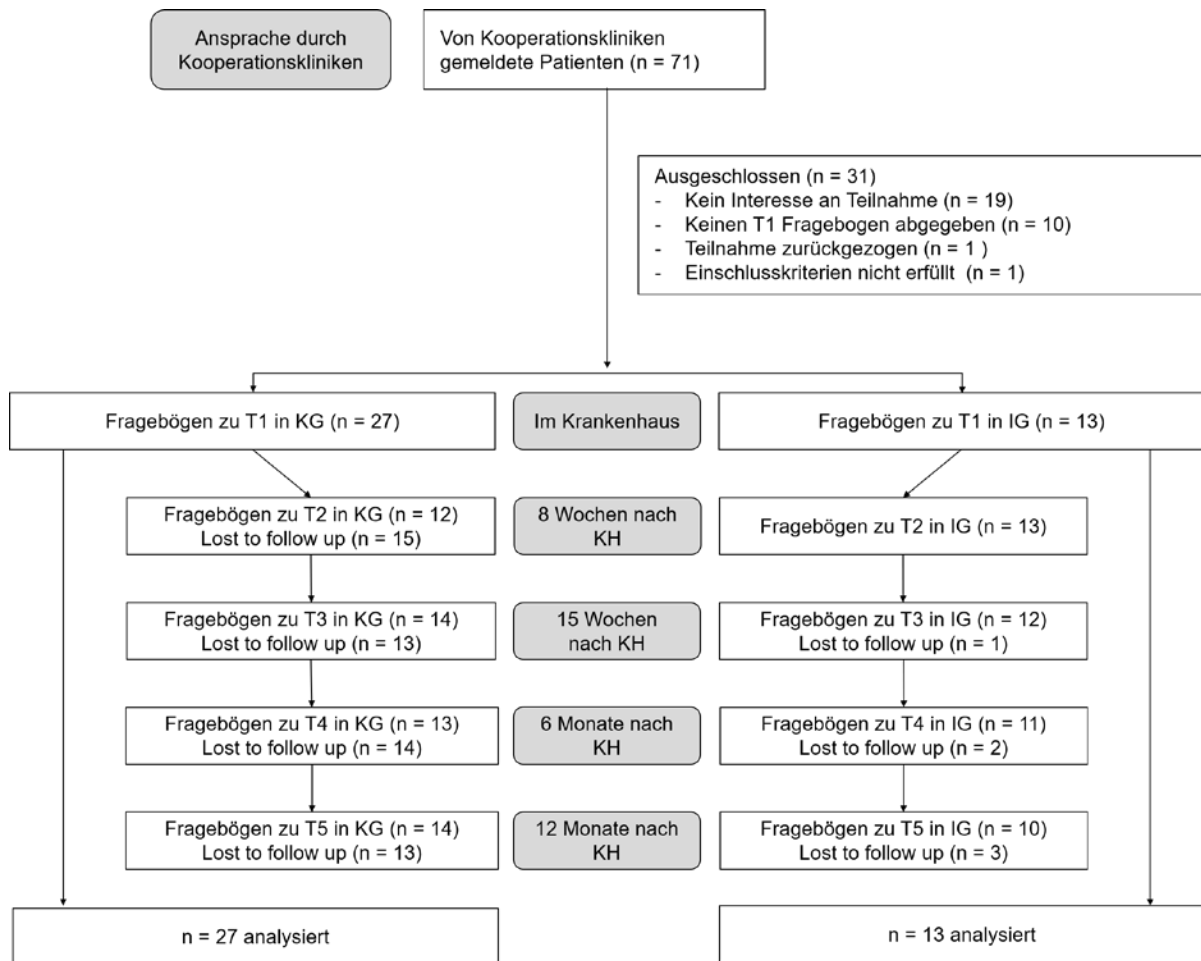 Ansprache durch
Kooperationskliniken
Von Kooperationskliniken
gemeldete Patienten (n = 71)
Ausgeschlossen (n = 31)
- Kein Interesse an Teilnahme (n = 19)
- Keinen T1 Fragebogen abgegeben (n = 10)
- Teilnahme zurückgezogen (n = 1 )
- Einschlusskriterien nicht erfüllt (n = 1)
Fragebögen zu T1 in KG (n = 27)
Im Krankenhaus
Fragebögen zu T1 in IG (n = 13)
Fragebögen zu T2 in KG (n = 12)
Lost to follow up (n = 15)
8 Wochen nach
KH
Fragebögen zu T2 in IG (n = 13)
Fragebögen zu T3 in KG (n = 14)
Lost to follow up (n = 13)
15 Wochen
nach KH
Fragebögen zu T3 in IG (n = 12)
Lost to follow up (n = 1)
Fragebögen zu T4 in KG (n = 13)
Lost to follow up (n = 14)
6 Monate nach
KH
Fragebögen zu T4 in IG (n = 11)
Lost to follow up (n = 2)
Fragebögen zu T5 in KG (n = 14)
Lost to follow up (n = 13)
12 Monate nach
KH
Fragebögen zu T5 in IG (n = 10)
Lost to follow up (n = 3)
n = 27 analysiert
n = 13 analysiert